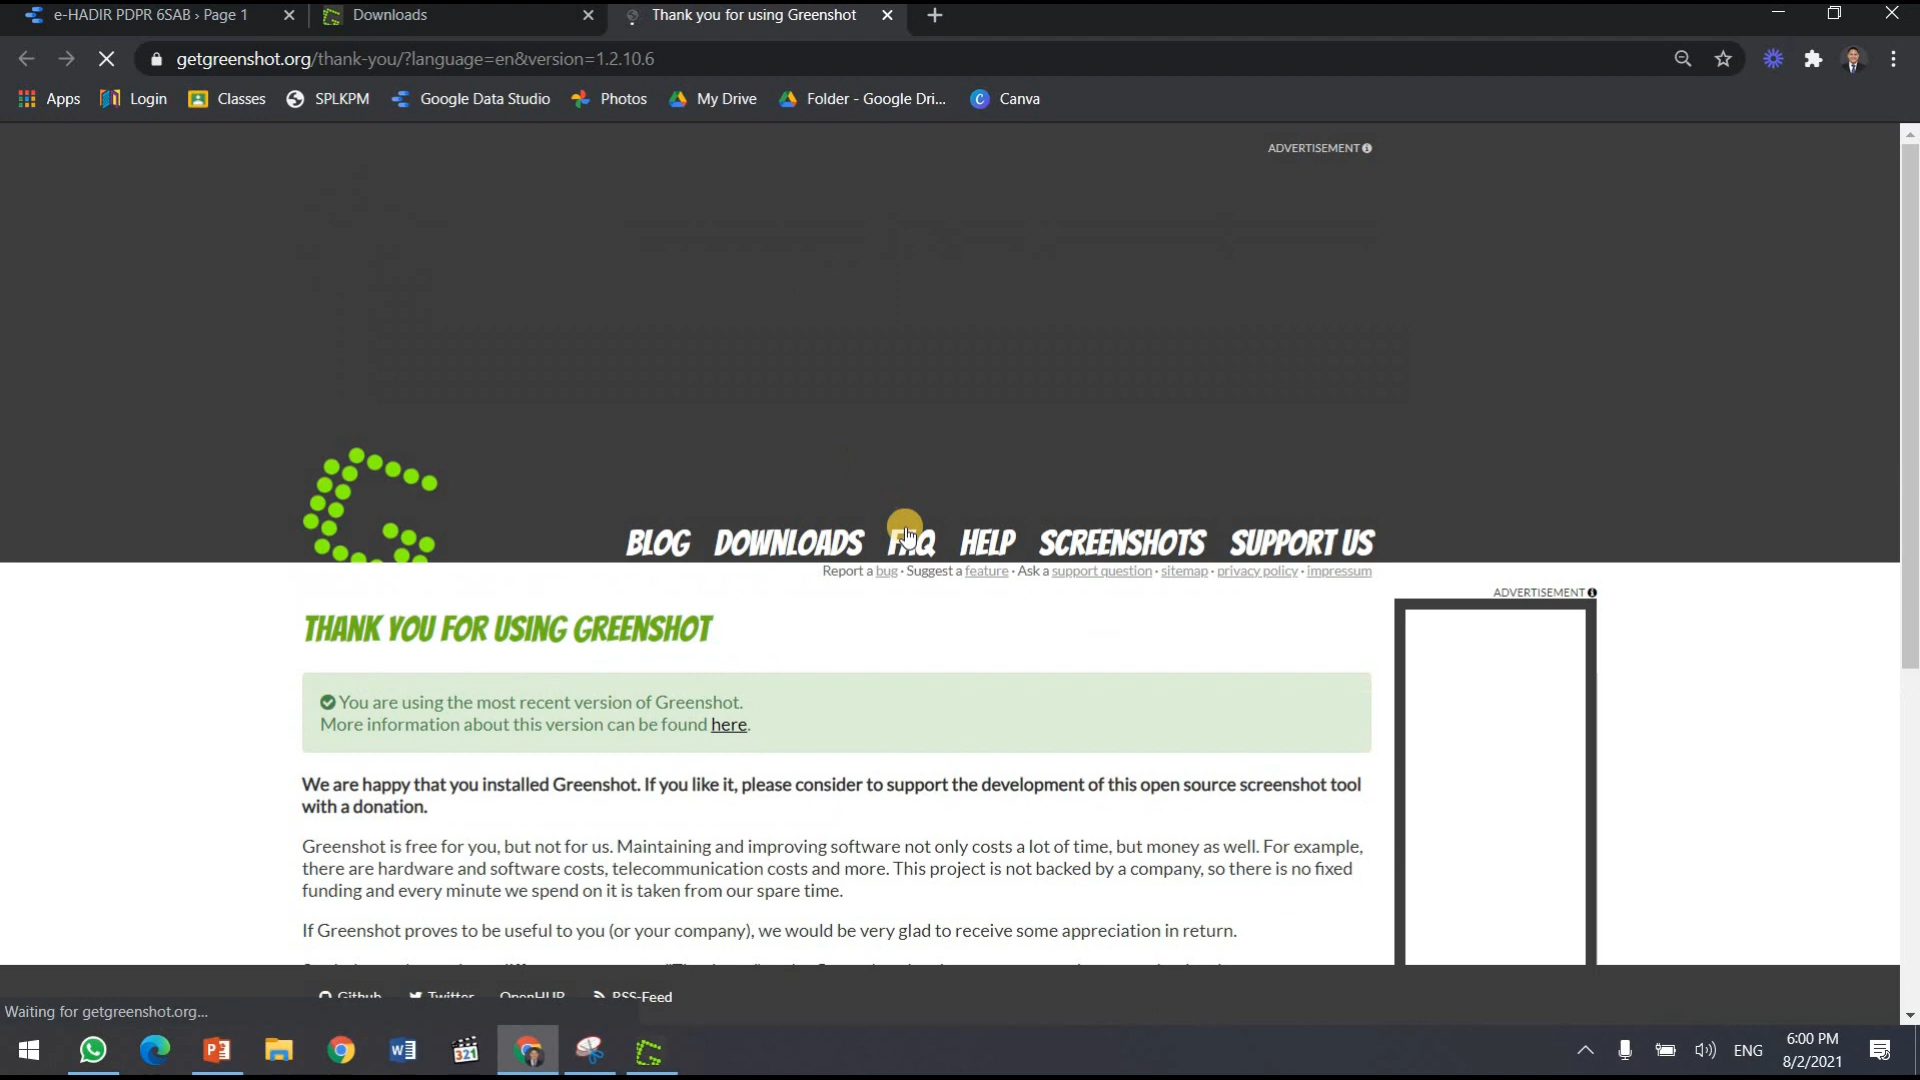 e-HADIR PDPR 6SAB › Page 1
Downloads
Thank you for using Greenshot
getgreenshot.org/thank-you/?language=en&version=1.2.10.6
Apps
Login
Classes
SPLKPM
Google Data Studio
Photos
My Drive
Folder - Google Dri...
Canva
ADVERTISEMENT
BLOG DOWNLOADS FAQ HELP SCREENSHOTS SUPPORT US
Report a bug · Suggest a feature · Ask a support question · sitemap · privacy policy · impressum
ADVERTISEMENT
THANK YOU FOR USING GREENSHOT
You are using the most recent version of Greenshot.
More information about this version can be found here.
We are happy that you installed Greenshot. If you like it, please consider to support the development of this open source screenshot tool
with a donation.
Greenshot is free for you, but not for us. Maintaining and improving software not only costs a lot of time, but money as well. For example,
there are hardware and software costs, telecommunication costs and more. This project is not backed by a company, so there is no fixed
funding and every minute we spend on it is taken from our spare time.
If Greenshot proves to be useful to you (or your company), we would be very glad to receive some appreciation in return.
Github Twitter OpenHUB RSS-Feed
Waiting for getgreenshot.org...
321
ENG
6:00 PM
8/2/2021